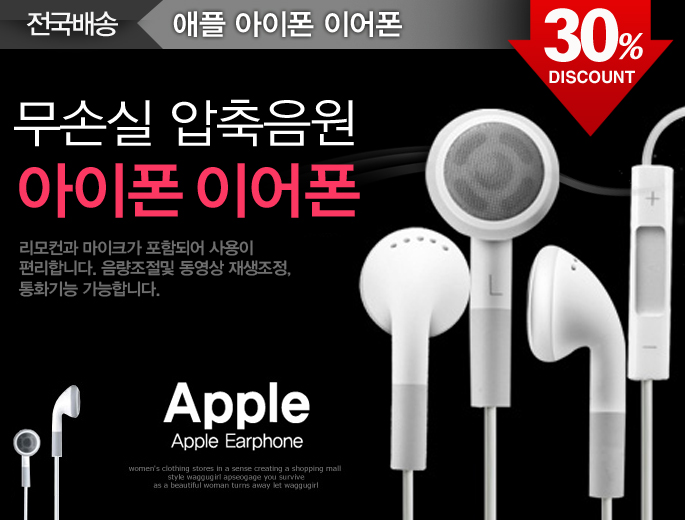 전국배송
애플 아이폰 이어폰
30%
DISCOUNT
무손실 압축음원
아이폰 이어폰
리모컨과 마이크가 포함되어 사용이
편리합니다. 음량조절및 동영상 재생조정,
통화기능 가능합니다.
+
L
−
Apple
Apple Earphone
women's clothing stores in a sense creating a shopping mall
style waggugirl apseogage you survive
as a beautiful woman turns away let waggugirl